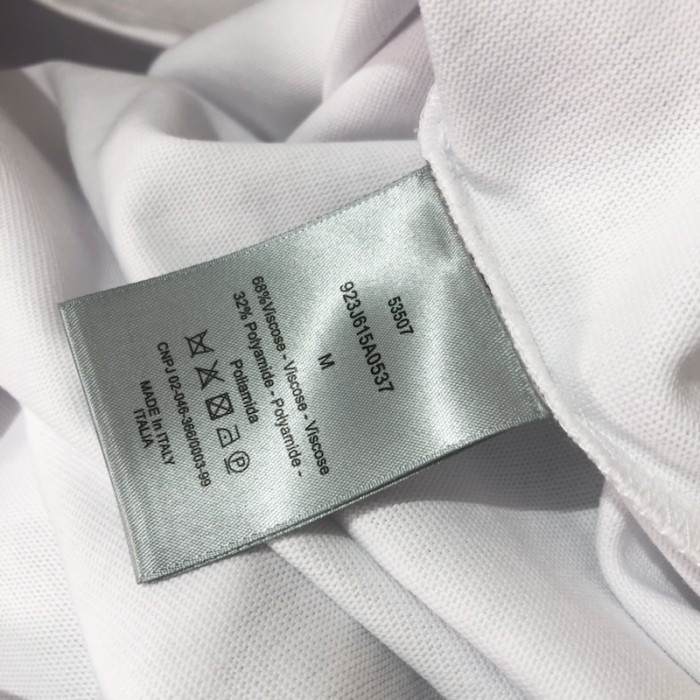 53507
923J615A0537
M
68%Viscose - Viscose - Viscose
32% Polyamide - Polyamide -
Poliamida
P
CNPJ 02-046-366/0003-99
MADE In ITALY
ITALIA